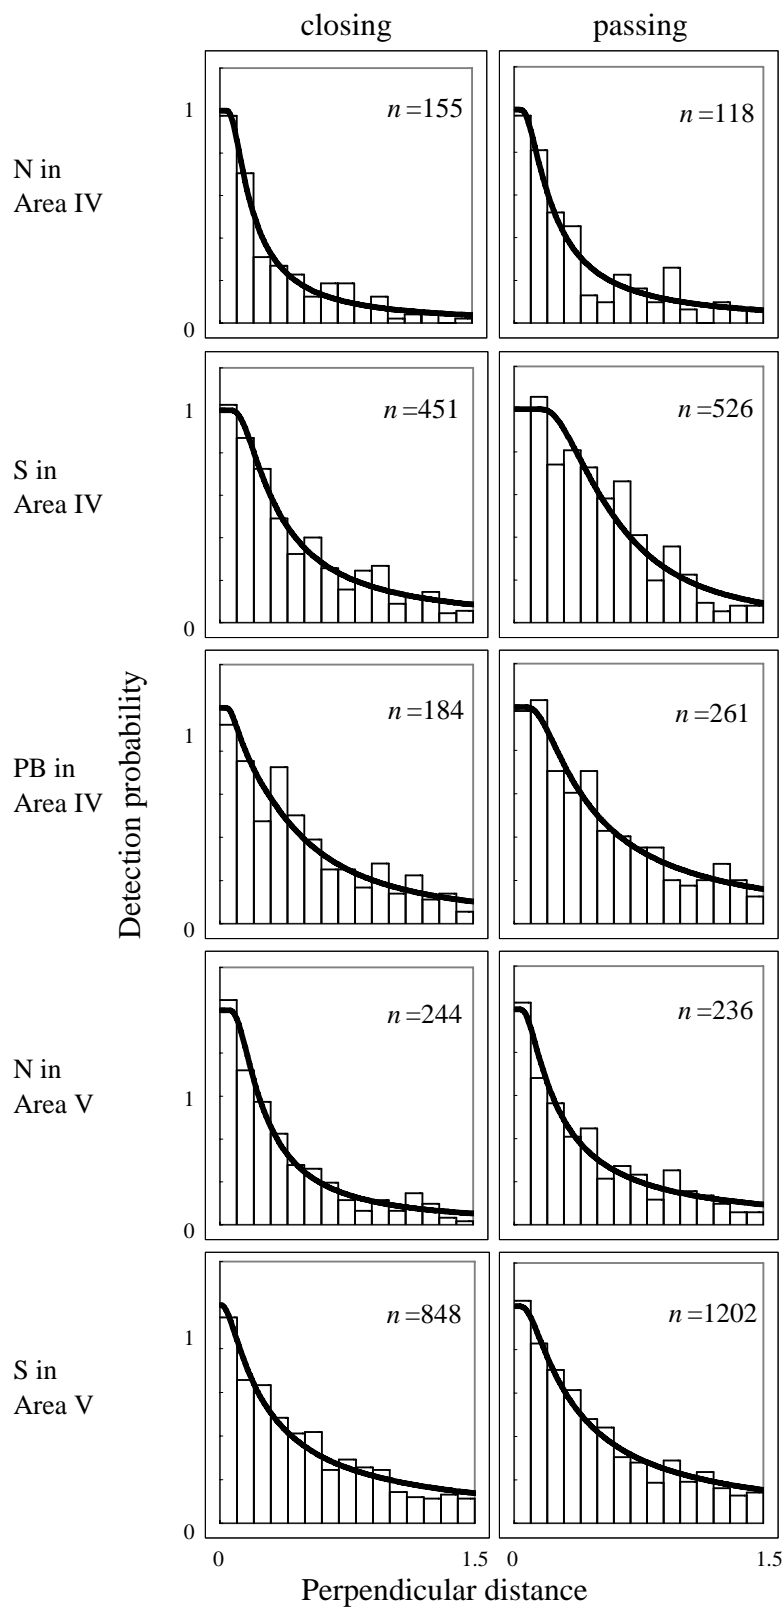 closing passing
n=155 n=118
1
N in
Area IV
0
n=451 n=526
1
S in
Area IV
0
n=184 n=261
1
PB in
Area IV
0
Detection probability
n=244 n=236
N in
Area V
1
0
n=848 n=1202
1
S in
Area V
0
0 1.5 0 1.5
Perpendicular distance